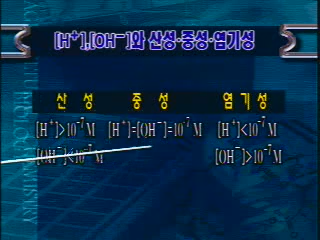 [H⁺],[OH⁻]와 산성·중성·염기성
산 성 중 성 염 기 성
[H⁺]>10⁻⁷M [H⁺]=[OH⁻]=10⁻⁷M [H⁺]<10⁻⁷M
[OH⁻]<10⁻⁷M [OH⁻]>10⁻⁷M